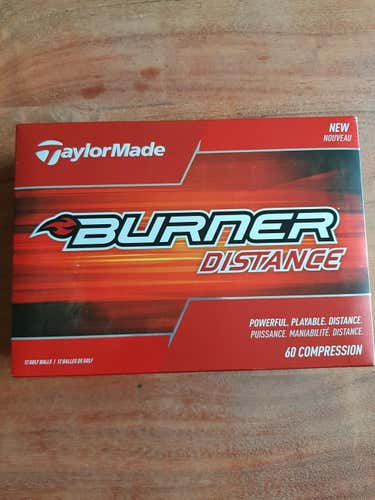 NEW
NOUVEAU
TaylorMade
BURNER
DISTANCE
POWERFUL. PLAYABLE. DISTANCE.
PUISSANCE. MANIABILITÉ. DISTANCE.
60 COMPRESSION
12 GOLF BALLS / 12 BALLES DE GOLF